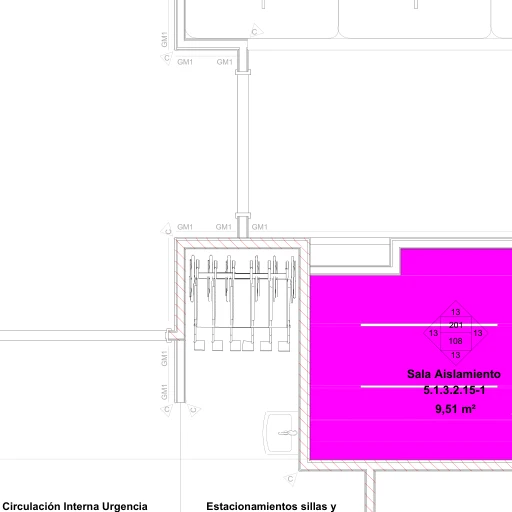 GM1
C
C
GM1 GM1
C
GM1 GM1
13
201
13 13
108
13
GM1
Sala Aislamiento
5.1.3.2.15-1
GM1
9,51 m²
C C
C
Circulación Interna Urgencia
Estacionamientos sillas y